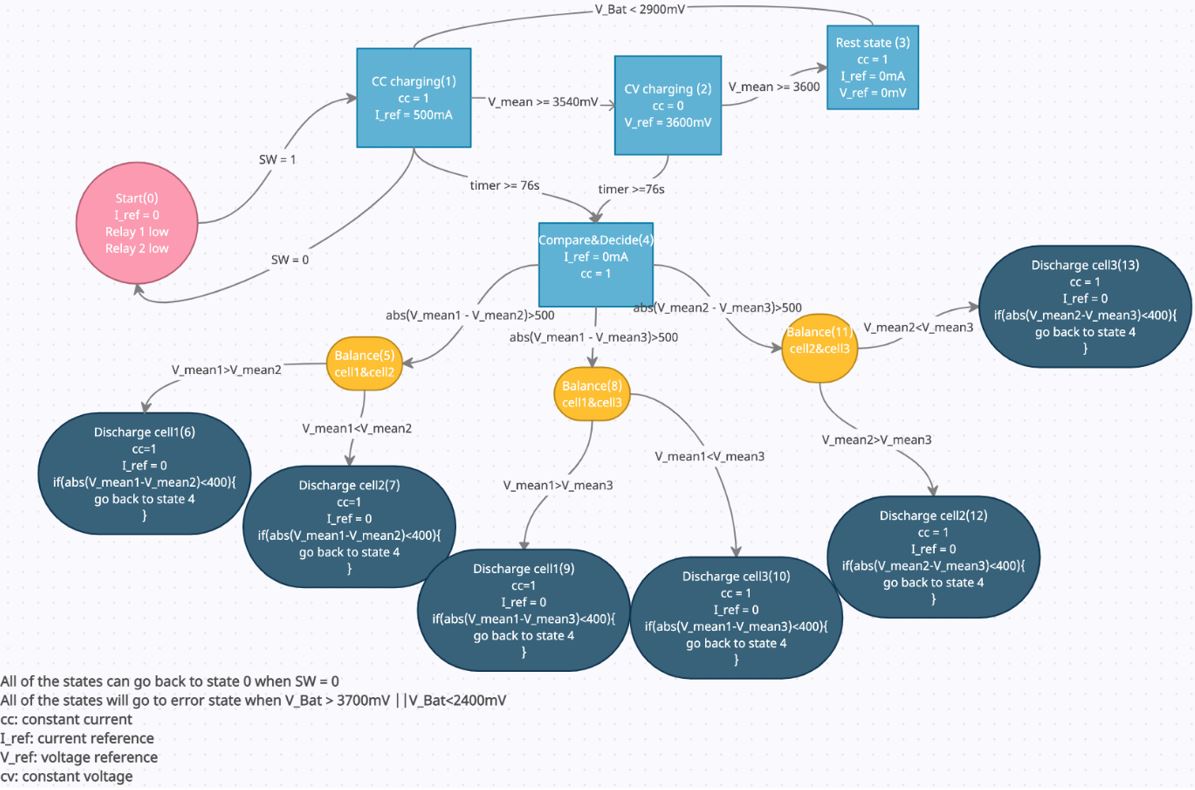 V_Bat < 2900mV
Rest state (3)
cc = 1
I_ref = 0mA
V_ref = 0mV
CC charging(1)
cc = 1
I_ref = 500mA
V_mean >= 3540mV
CV charging (2)
cc = 0
V_ref = 3600mV
V_mean >= 3600
SW = 1
Start(0)
I_ref = 0
Relay 1 low
Relay 2 low
SW = 0
timer >= 76s
timer >=76s
Compare&Decide(4)
I_ref = 0mA
cc = 1
abs(V_mean1 - V_mean2)>500
abs(V_mean1 - V_mean3)>500
abs(V_mean2 - V_mean3)>500
Balance(5)
cell1&cell2
V_mean1>V_mean2
V_mean1<V_mean2
Discharge cell1(6)
cc=1
I_ref = 0
if(abs(V_mean1-V_mean2)<400){
go back to state 4
}
Discharge cell2(7)
cc=1
I_ref = 0
if(abs(V_mean1-V_mean2)<400){
go back to state 4
}
Balance(8)
cell1&cell3
V_mean1>V_mean3
V_mean1<V_mean3
Discharge cell1(9)
cc=1
I_ref = 0
if(abs(V_mean1-V_mean3)<400){
go back to state 4
}
Discharge cell3(10)
cc = 1
I_ref = 0
if(abs(V_mean1-V_mean3)<400){
go back to state 4
}
Balance(11)
cell2&cell3
V_mean2<V_mean3
V_mean2>V_mean3
Discharge cell3(13)
cc = 1
I_ref = 0
if(abs(V_mean2-V_mean3)<400){
go back to state 4
}
Discharge cell2(12)
cc = 1
I_ref = 0
if(abs(V_mean2-V_mean3)<400){
go back to state 4
}
All of the states can go back to state 0 when SW = 0
All of the states will go to error state when V_Bat > 3700mV ||V_Bat<2400mV
cc: constant current
I_ref: current reference
V_ref: voltage reference
cv: constant voltage